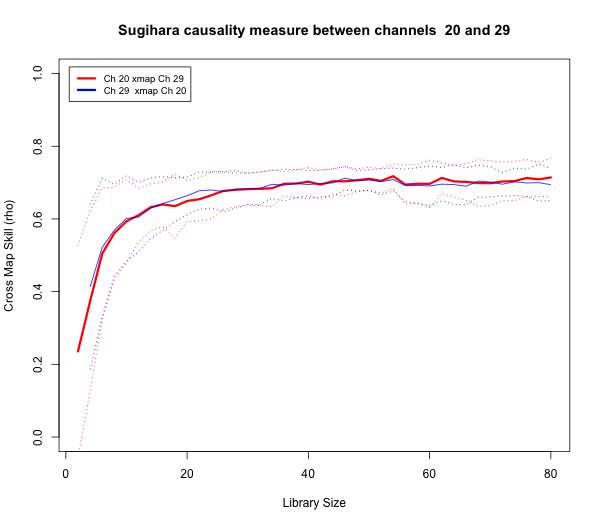 Sugihara causality measure between channels  20 and 29
Ch 20 xmap Ch 29
Ch 29  xmap Ch 20
Cross Map Skill (rho)
1.0
0.8
0.6
0.4
0.2
0.0
0 20 40 60 80
Library Size